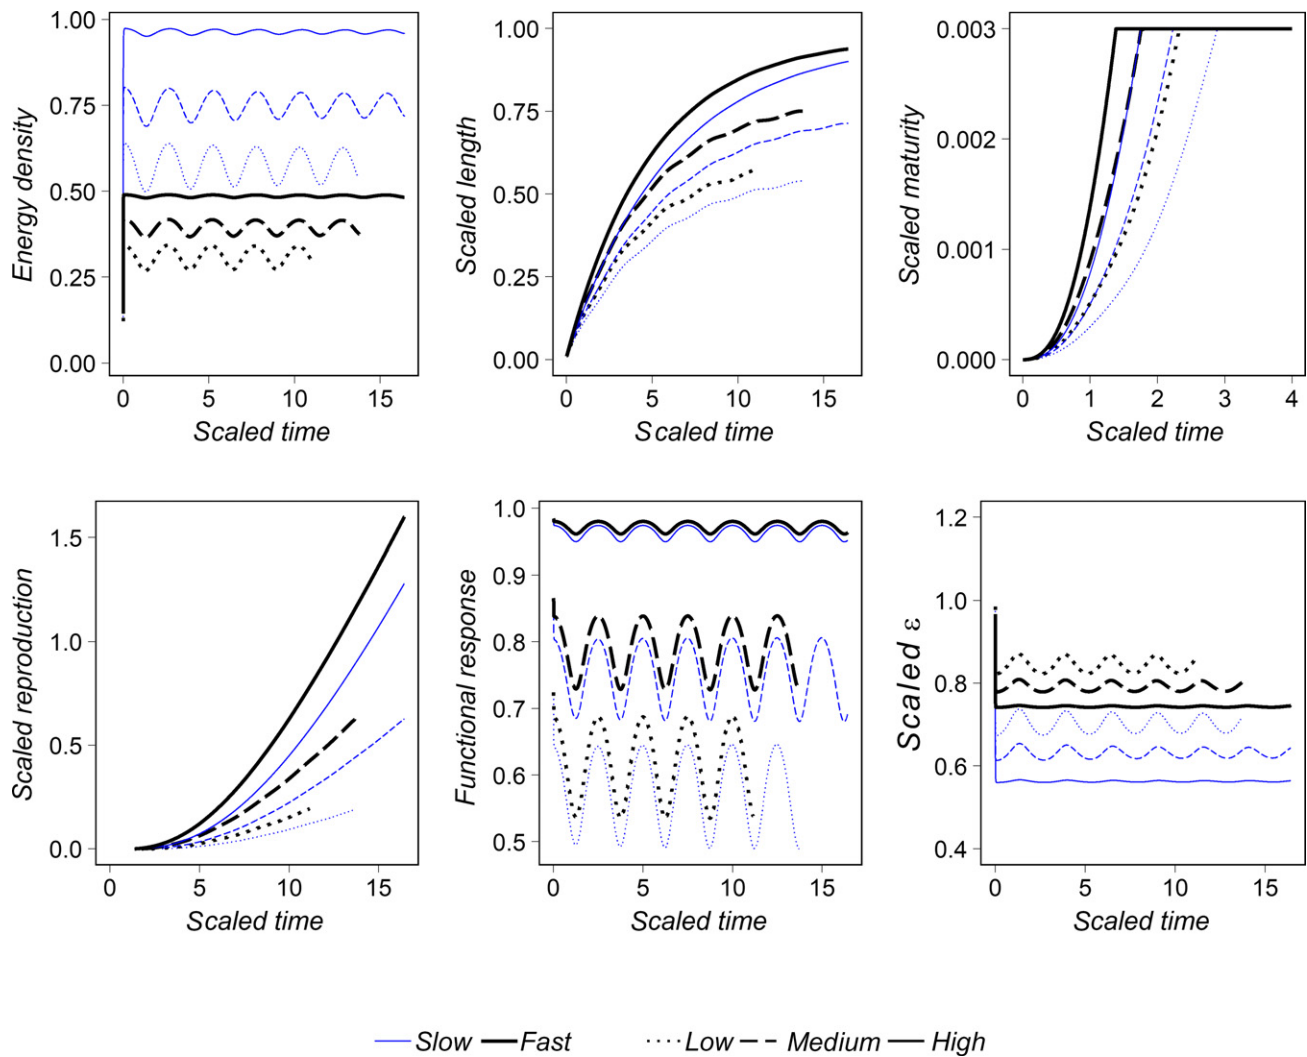 1.00
0.75
0.50
0.25
0.00
Energy density
0 5 10 15
Scaled time
1.00
0.75
0.50
0.25
0.00
Scaled length
0 5 10 15
Scaled time
0.003
0.002
0.001
0.000
Scaled maturity
0 1 2 3 4
Scaled time
1.5
1.0
0.5
0.0
Scaled reproduction
0 5 10 15
Scaled time
1.0
0.9
0.8
0.7
0.6
0.5
Functional response
0 5 10 15
Scaled time
1.2
1.0
0.8
0.6
0.4
Scaled ε
0 5 10 15
Scaled time
Slow Fast Low Medium High